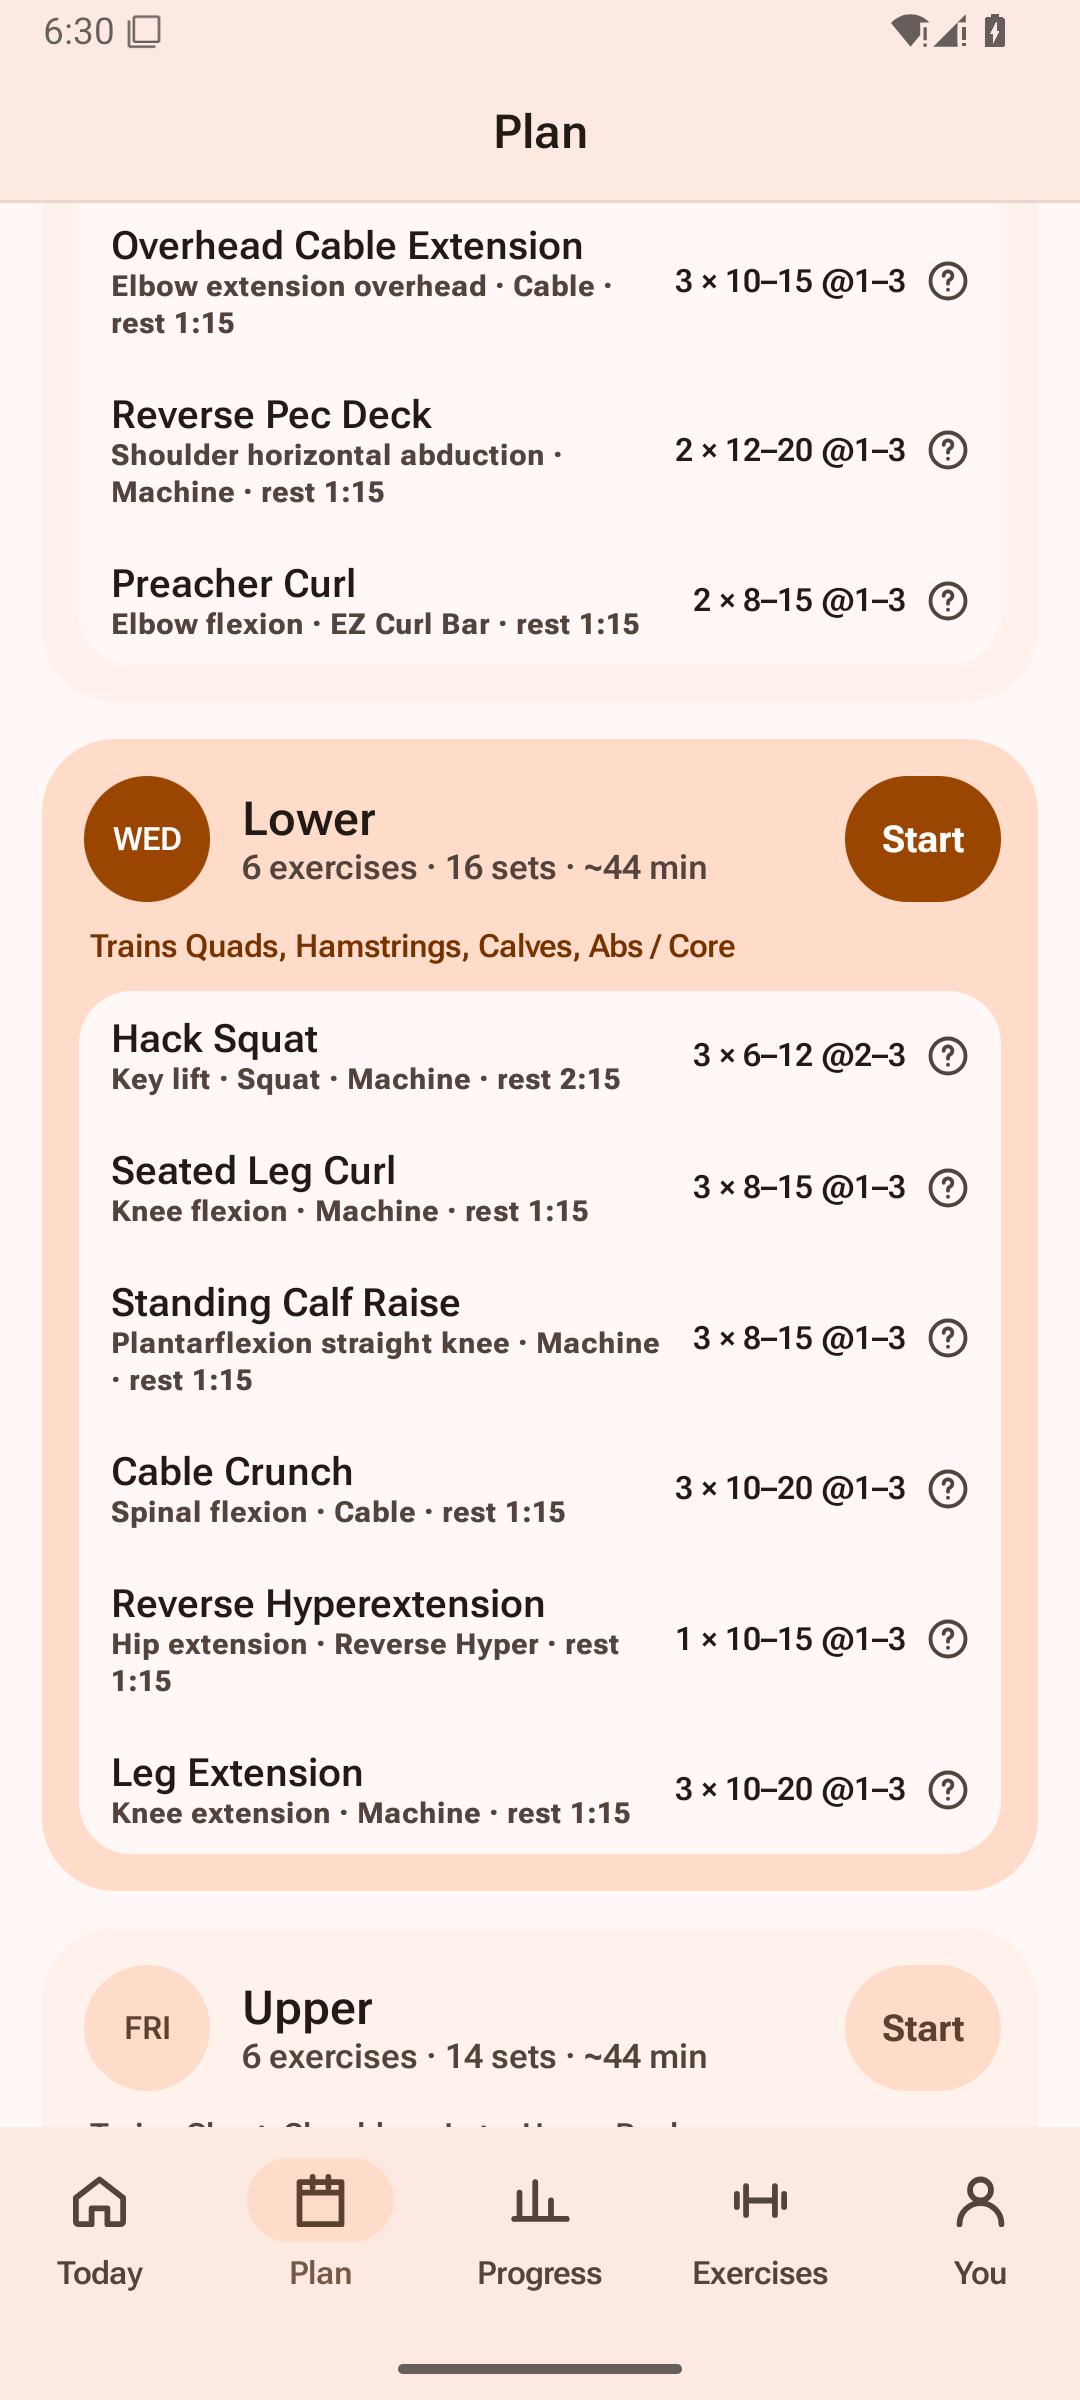 6:30
Plan
Overhead Cable Extension
Elbow extension overhead · Cable ·
rest 1:15
3 × 10–15 @1–3
Reverse Pec Deck
Shoulder horizontal abduction ·
Machine · rest 1:15
2 × 12–20 @1–3
Preacher Curl
Elbow flexion · EZ Curl Bar · rest 1:15
2 × 8–15 @1–3
WED
Lower
6 exercises · 16 sets · ~44 min
Start
Trains Quads, Hamstrings, Calves, Abs / Core
Hack Squat
Key lift · Squat · Machine · rest 2:15
3 × 6–12 @2–3
Seated Leg Curl
Knee flexion · Machine · rest 1:15
3 × 8–15 @1–3
Standing Calf Raise
Plantarflexion straight knee · Machine
· rest 1:15
3 × 8–15 @1–3
Cable Crunch
Spinal flexion · Cable · rest 1:15
3 × 10–20 @1–3
Reverse Hyperextension
Hip extension · Reverse Hyper · rest
1:15
1 × 10–15 @1–3
Leg Extension
Knee extension · Machine · rest 1:15
3 × 10–20 @1–3
FRI
Upper
6 exercises · 14 sets · ~44 min
Start
Today
Plan
Progress
Exercises
You